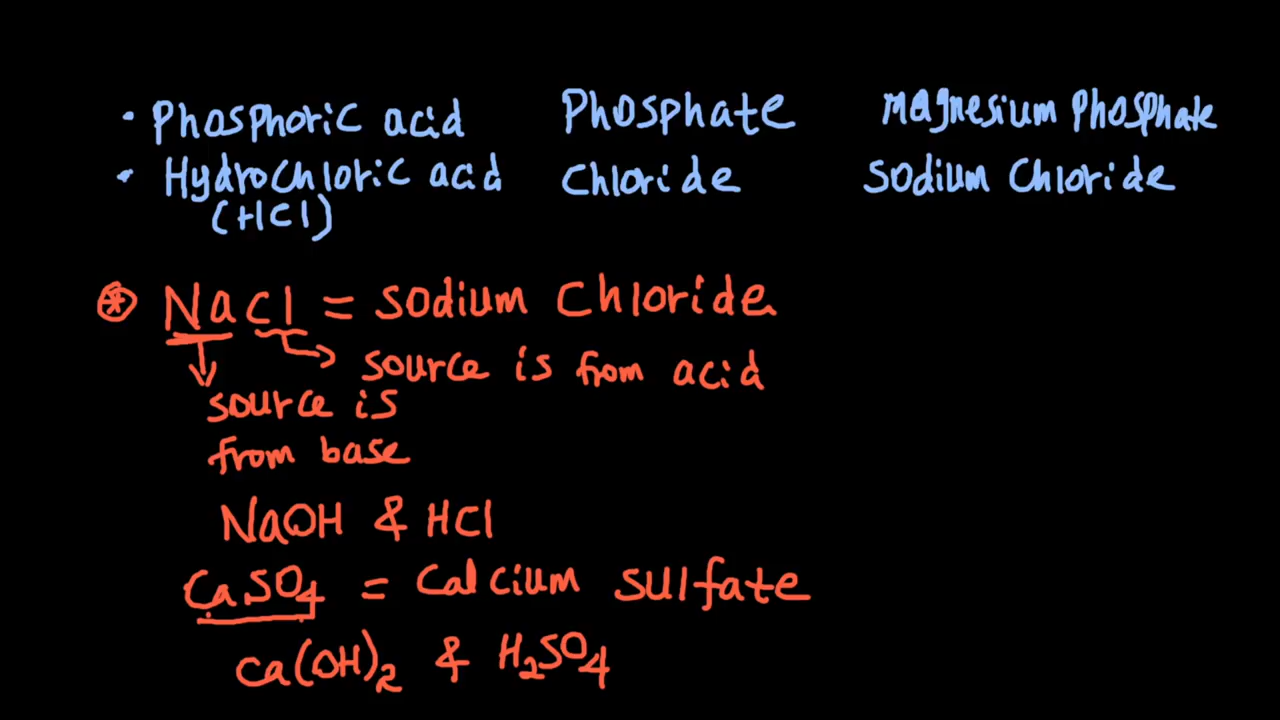 · Phosphoric acid Phosphate Magnesium Phosphate
· Hydrochloric acid Chloride Sodium Chloride
(HCl)
⊛ NaCl = Sodium Chloride
source is from acid
source is
from base
NaOH & HCl
CaSO₄ = Calcium sulfate
Ca(OH)₂ & H₂SO₄